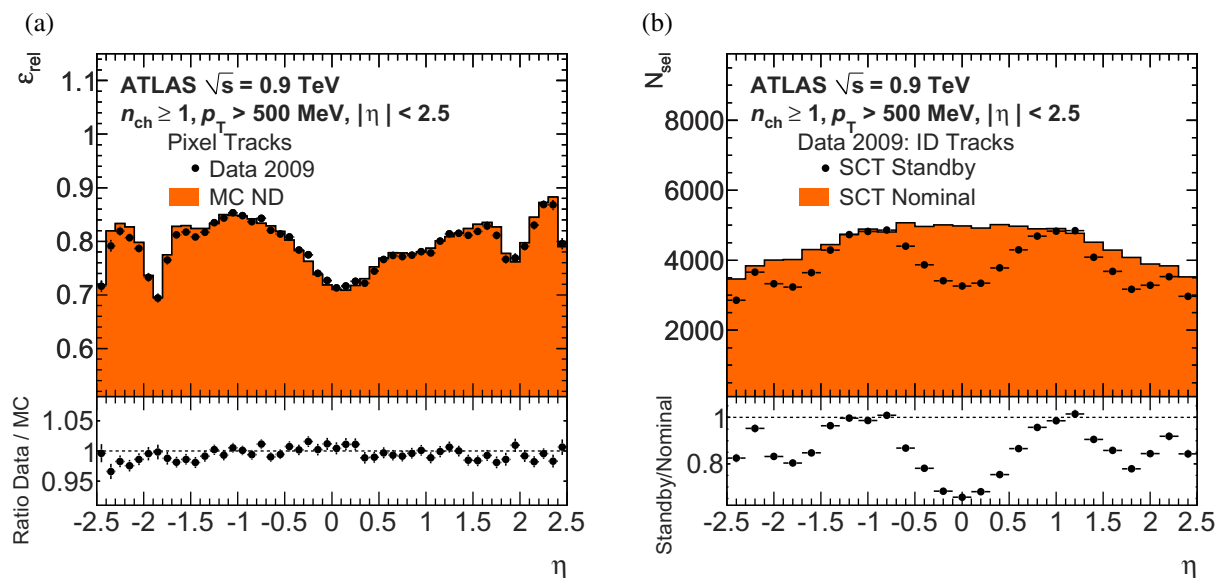 (a)
ε_rel
1.1
1
0.9
0.8
0.7
0.6
ATLAS √s = 0.9 TeV
n_ch ≥ 1, p_T > 500 MeV, | η | < 2.5
Pixel Tracks
Data 2009
MC ND
Ratio Data / MC
1.05
1
0.95
-2.5 -2 -1.5 -1 -0.5 0 0.5 1 1.5 2 2.5
η
(b)
N_sel
8000
6000
4000
2000
ATLAS √s = 0.9 TeV
n_ch ≥ 1, p_T > 500 MeV, | η | < 2.5
Data 2009: ID Tracks
SCT Standby
SCT Nominal
Standby/Nominal
1
0.8
-2.5 -2 -1.5 -1 -0.5 0 0.5 1 1.5 2 2.5
η